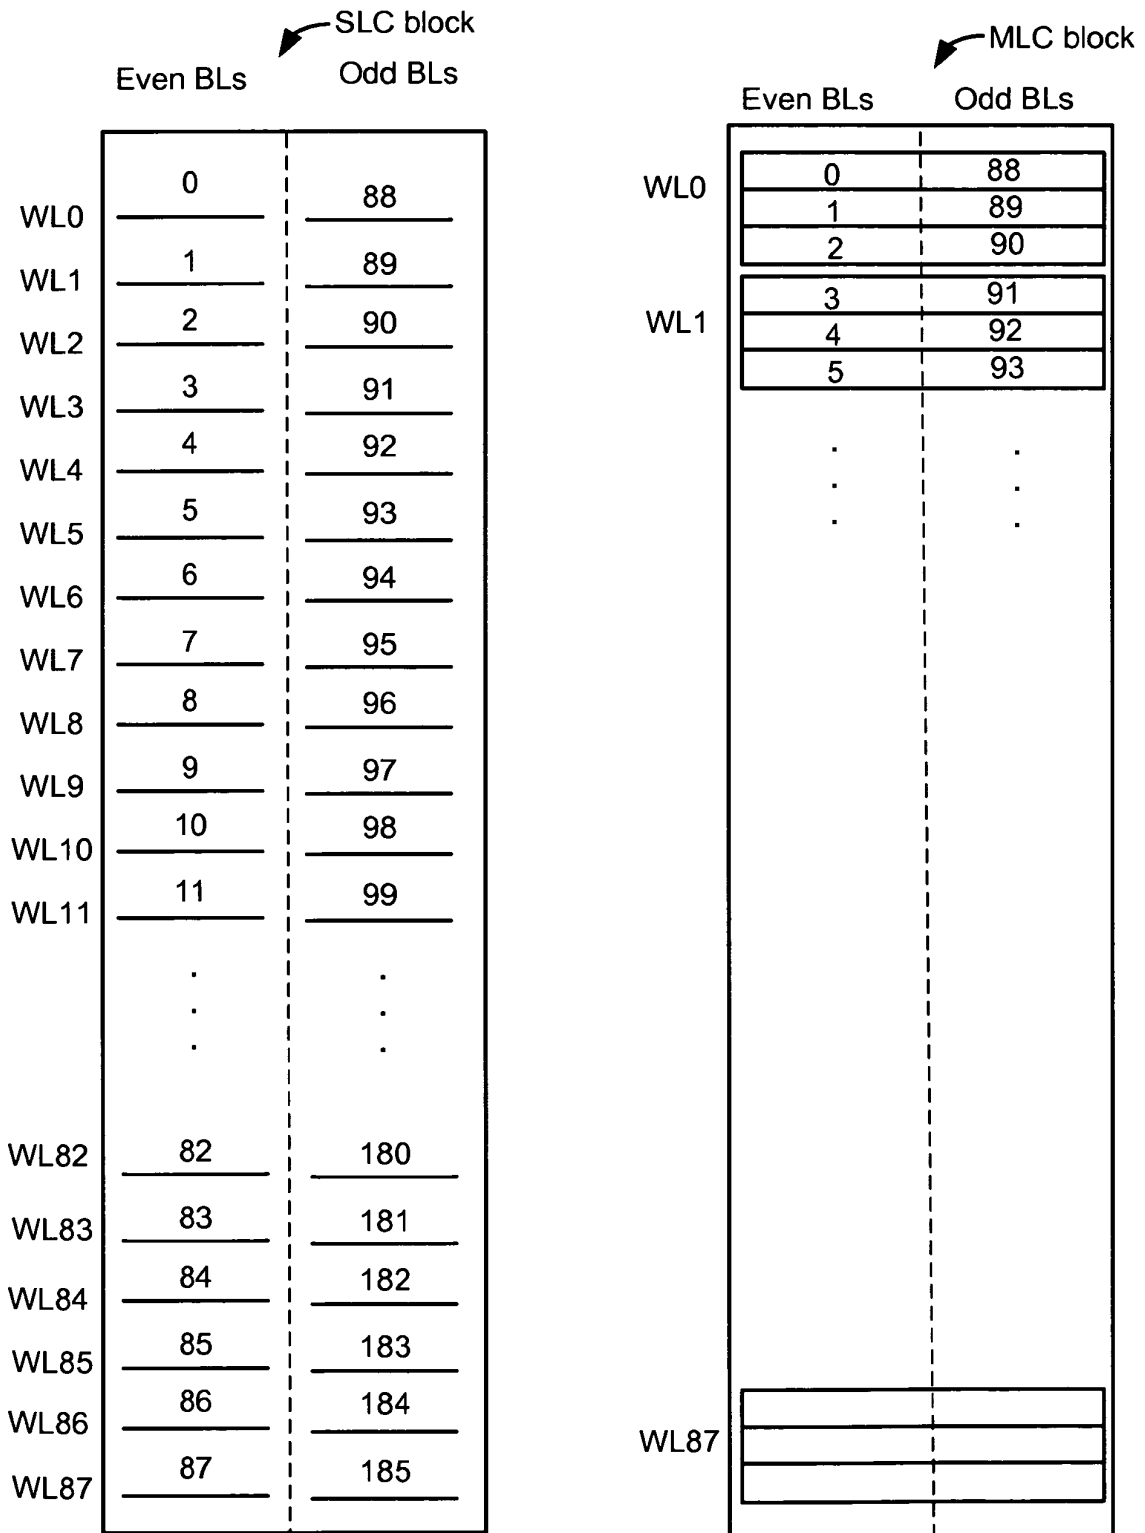 SLC block
Even BLs Odd BLs
WL0 0 88
WL1 1 89
WL2 2 90
WL3 3 91
WL4 4 92
WL5 5 93
WL6 6 94
WL7 7 95
WL8 8 96
WL9 9 97
WL10 10 98
WL11 11 99
WL82 82 180
WL83 83 181
WL84 84 182
WL85 85 183
WL86 86 184
WL87 87 185
MLC block
Even BLs Odd BLs
WL0
0 88
1 89
2 90
WL1
3 91
4 92
5 93
WL87